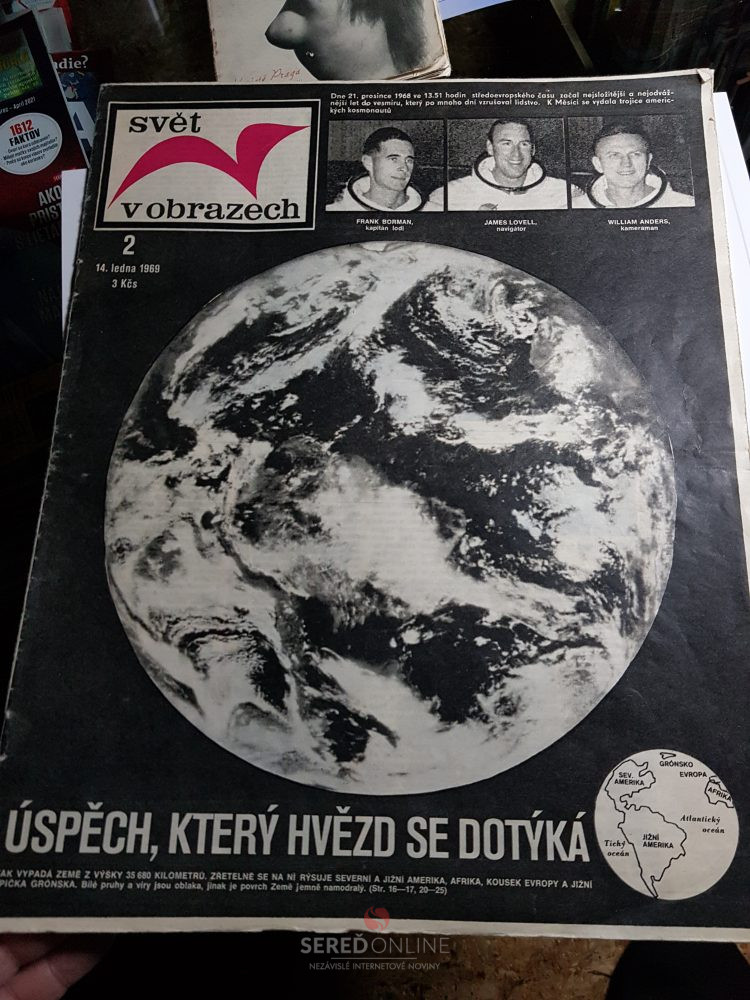 1612
FAKTOV
svět
v obrazech
2
14. ledna 1969
3 Kčs
Dne 21. prosince 1968 ve 13.51 hodin středoevropského času začal nejsložitější a nejodváž-
nější let do vesmíru, který po mnoho dní vzrušoval lidstvo. K Měsíci se vydala trojice americ-
kých kosmonautů
FRANK BORMAN,
kapitán lodi
JAMES LOVELL,
navigátor
WILLIAM ANDERS,
kameraman
GRÓNSKO
SEV.
AMERIKA
EVROPA
AFRIKA
Atlantický
oceán
Tichý
oceán
JIŽNÍ
AMERIKA
ÚSPĚCH, KTERÝ HVĚZD SE DOTÝKÁ
AK VYPADÁ ZEMĚ Z VÝŠKY 35 680 KILOMETRŮ. ZŘETELNĚ SE NA NÍ RÝSUJE SEVERNÍ A JIŽNÍ AMERIKA, AFRIKA, KOUSEK EVROPY A JIŽNÍ
PIČKA GRÓNSKA. Bílé pruhy a víry jsou oblaka, jinak je povrch Země jemně namodralý. (Str. 16—17, 20—25)
SEREĎONLINE
NEZÁVISLÉ INTERNETOVÉ NOVINY